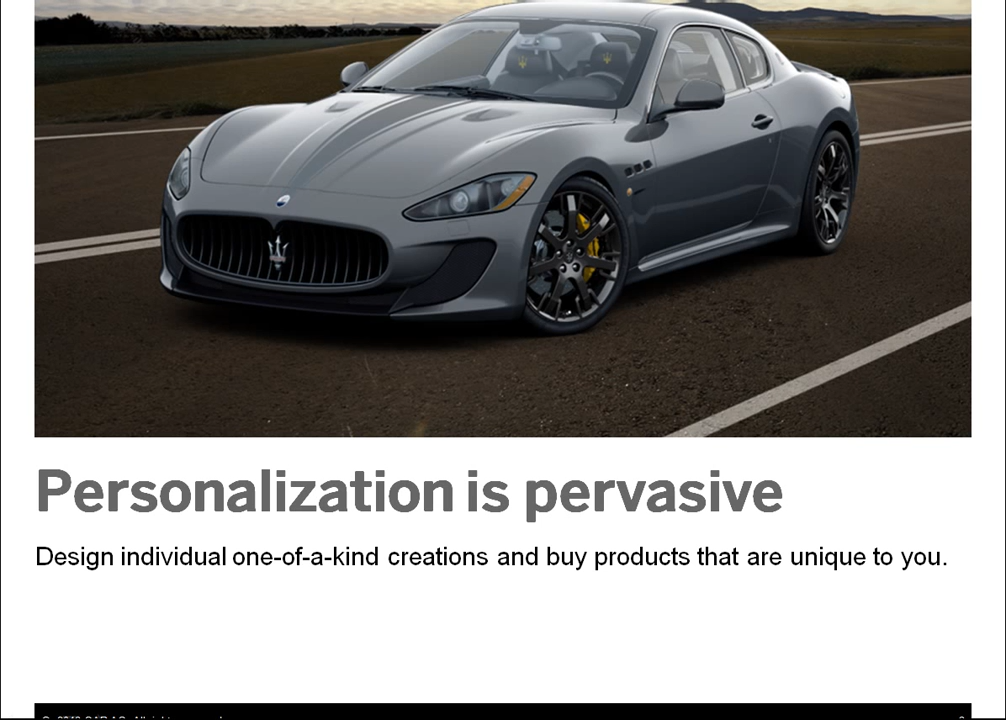 Personalization is pervasive
Design individual one-of-a-kind creations and buy products that are unique to you.